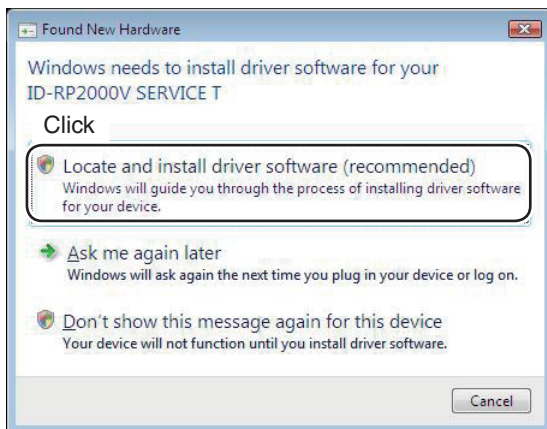 Found New Hardware
Windows needs to install driver software for your
ID-RP2000V SERVICE T
Click
Locate and install driver software (recommended)
Windows will guide you through the process of installing driver software
for your device.
Ask me again later
Windows will ask again the next time you plug in your device or log on.
Don't show this message again for this device
Your device will not function until you install driver software.
Cancel